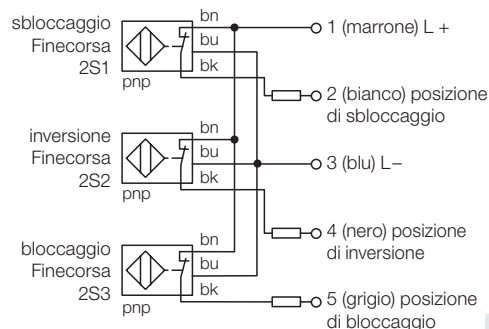 sbloccaggio
Finecorsa
2S1
pnp
bn
bu
bk
1 (marrone) L +
2 (bianco) posizione
di sbloccaggio
inversione
Finecorsa
2S2
pnp
bn
bu
bk
3 (blu) L–
4 (nero) posizione
di inversione
bloccaggio
Finecorsa
2S3
pnp
bn
bu
bk
5 (grigio) posizione
di bloccaggio